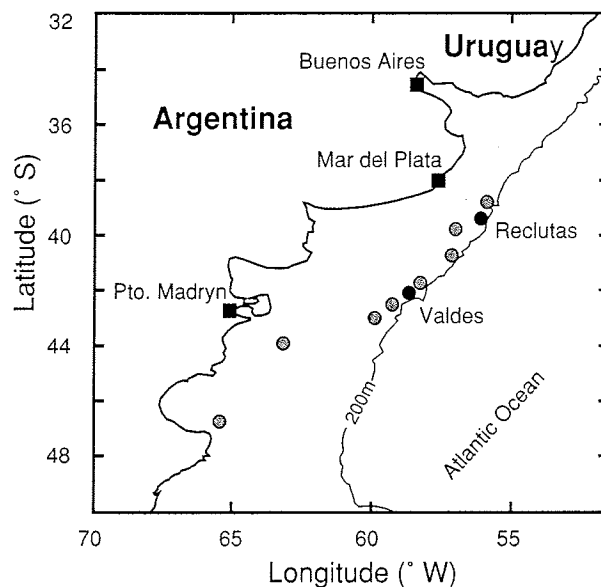 32
Uruguay
Buenos Aires
Argentina
36
Mar del Plata
Latitude (° S)
40
Reclutas
Pto. Madryn
Valdes
44
200m
Atlantic Ocean
48
70
65
60
55
Longitude (° W)